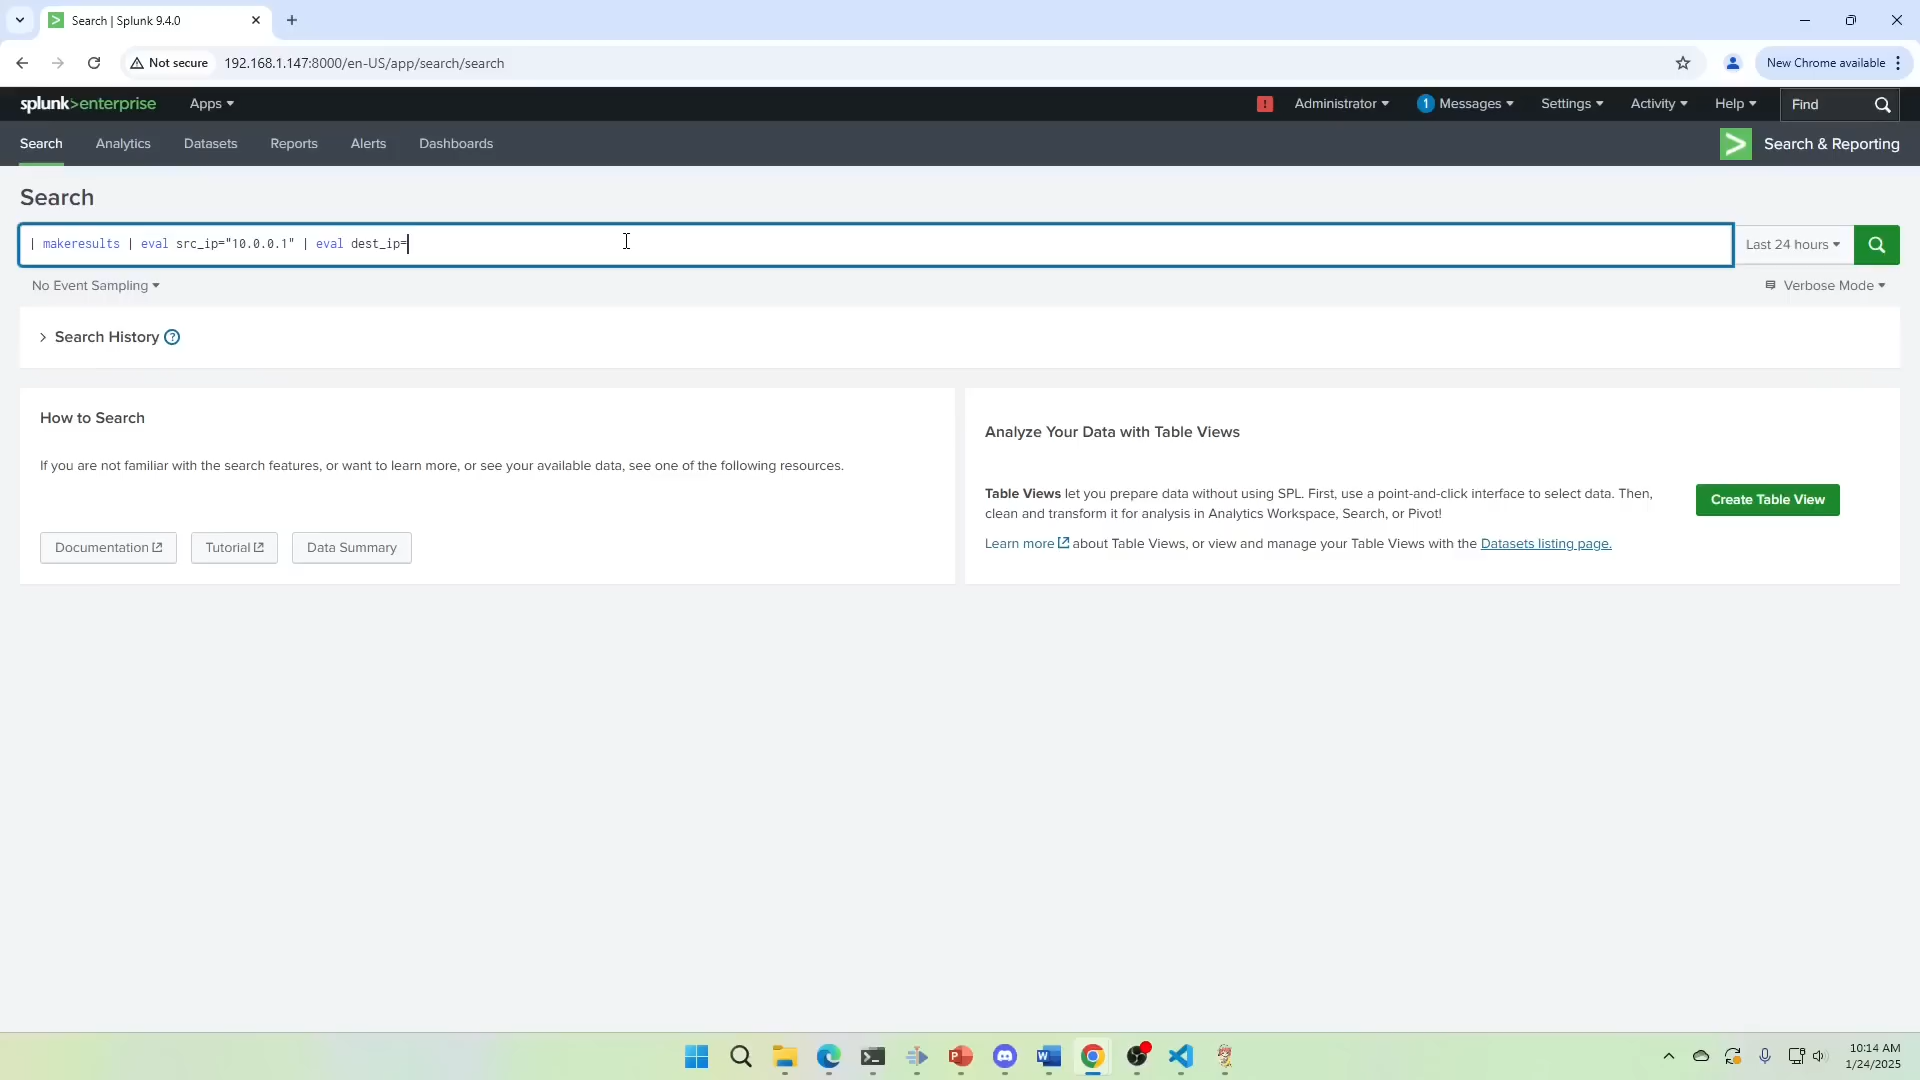 Search | Splunk 9.4.0
Not secure
192.168.1.147:8000/en-US/app/search/search
New Chrome available
splunk>enterprise
Apps
!
Administrator
1
Messages
Settings
Activity
Help
Find
Search
Analytics
Datasets
Reports
Alerts
Dashboards
>
Search & Reporting
Search
| makeresults | eval src_ip="10.0.0.1" | eval dest_ip=
Last 24 hours
No Event Sampling
Verbose Mode
Search History ?
How to Search
If you are not familiar with the search features, or want to learn more, or see your available data, see one of the following resources.
Documentation
Tutorial
Data Summary
Analyze Your Data with Table Views
Table Views let you prepare data without using SPL. First, use a point-and-click interface to select data. Then,
clean and transform it for analysis in Analytics Workspace, Search, or Pivot!
Learn more about Table Views, or view and manage your Table Views with the Datasets listing page.
Create Table View
10:14 AM
1/24/2025